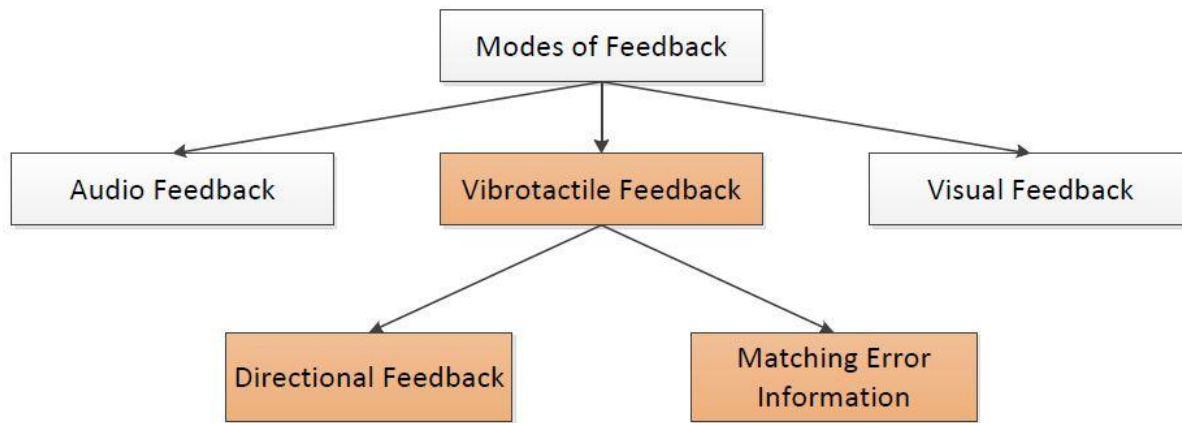 Modes of Feedback
Audio Feedback
Vibrotactile Feedback
Visual Feedback
Directional Feedback
Matching Error
Information